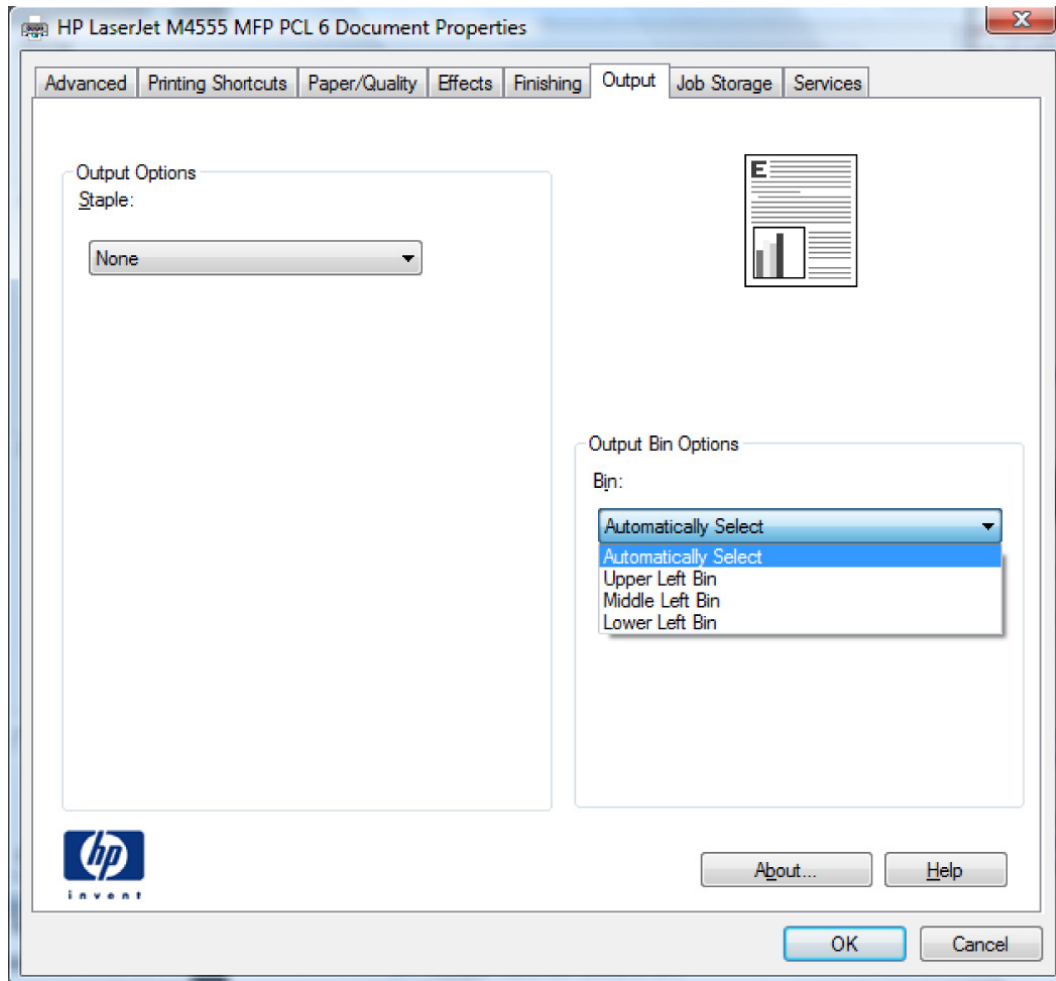 HP LaserJet M4555 MFP PCL 6 Document Properties
X
Advanced Printing Shortcuts Paper/Quality Effects Finishing Output Job Storage Services
Output Options
Staple:
None
E
Output Bin Options
Bin:
Automatically Select
Automatically Select
Upper Left Bin
Middle Left Bin
Lower Left Bin
hp
invent
About... Help
OK Cancel